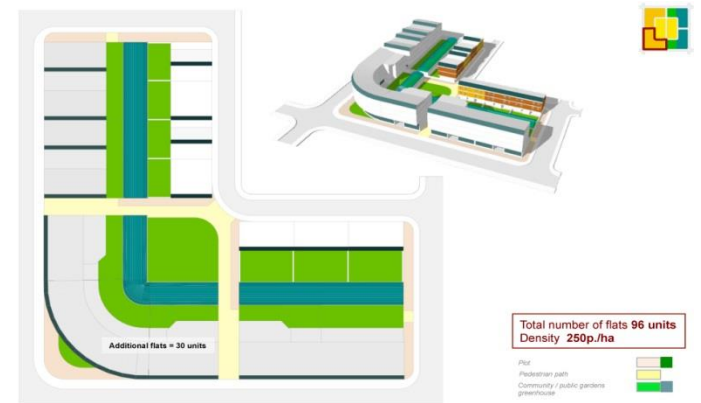 Additional flats = 30 units
Total number of flats 96 units
Density 250p./ha
Plot
Pedestrian path
Community / public gardens
greenhouse